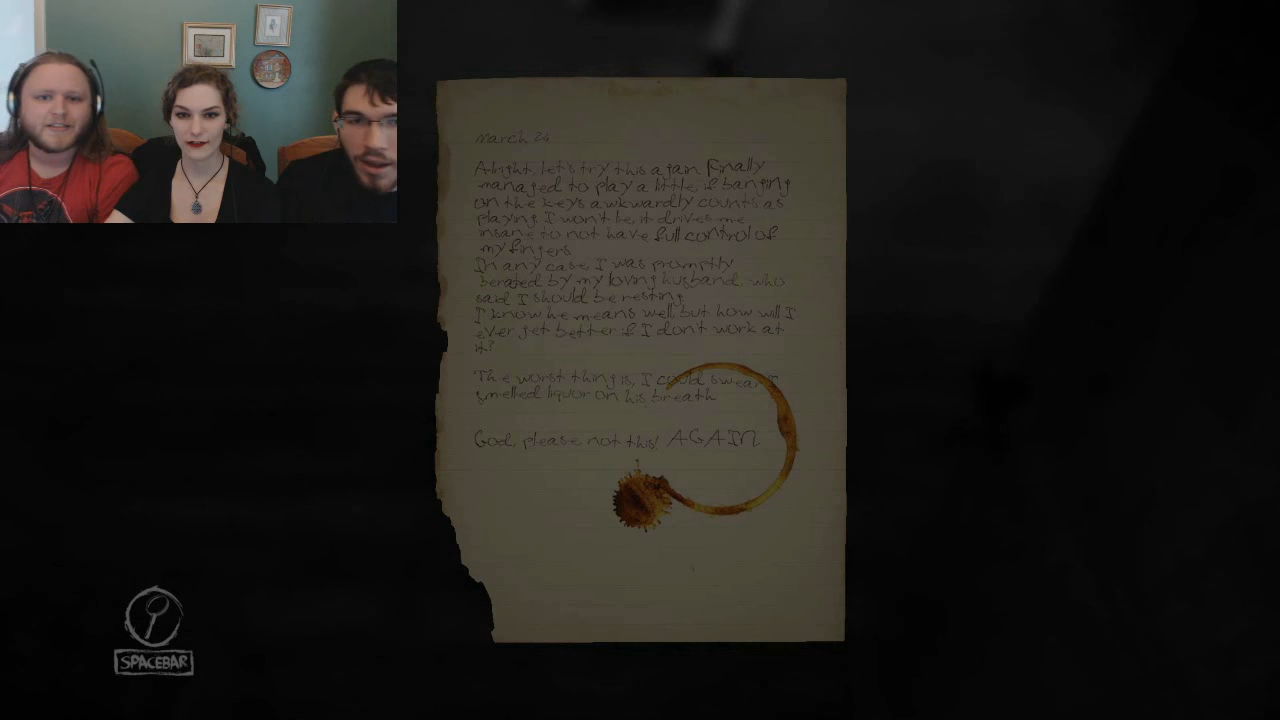 March 26
Alright, let's try this again. Finally
managed to play a little, if banging
on the keys awkwardly counts as
playing. I won't lie, it drives me
insane to not have full control of
my fingers
In any case I was promptly
berated by my loving husband, who
said I should be resting
I know he means well, but how will I
ever get better if I don't work at
it?
The worst thing is, I could swear I
smelled liquor on his breath
God, please not this! AGAIN
SPACEBAR